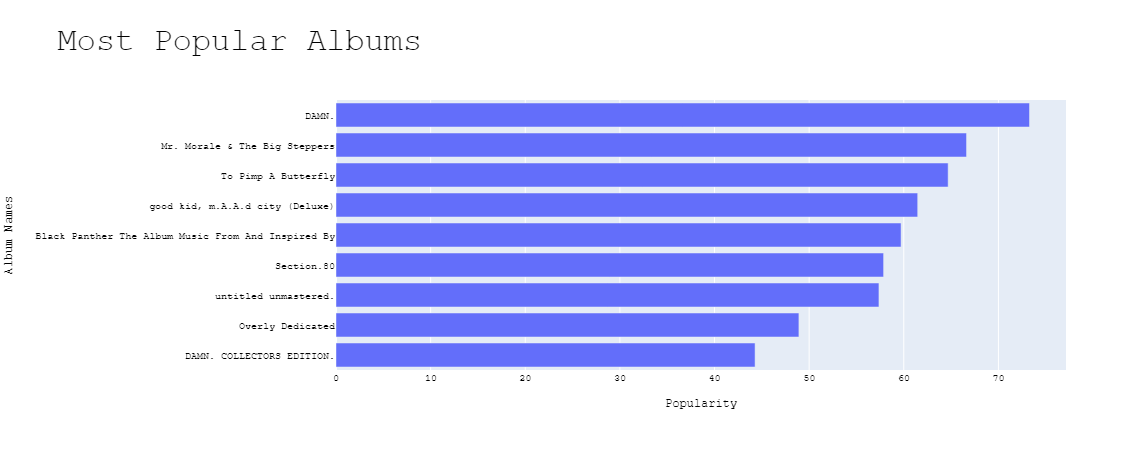 Most Popular Albums
DAMN.
Mr. Morale & The Big Steppers
To Pimp A Butterfly
good kid, m.A.A.d city (Deluxe)
Black Panther The Album Music From And Inspired By
Section.80
untitled unmastered.
Overly Dedicated
DAMN. COLLECTORS EDITION.
Album Names
0 10 20 30 40 50 60 70
Popularity